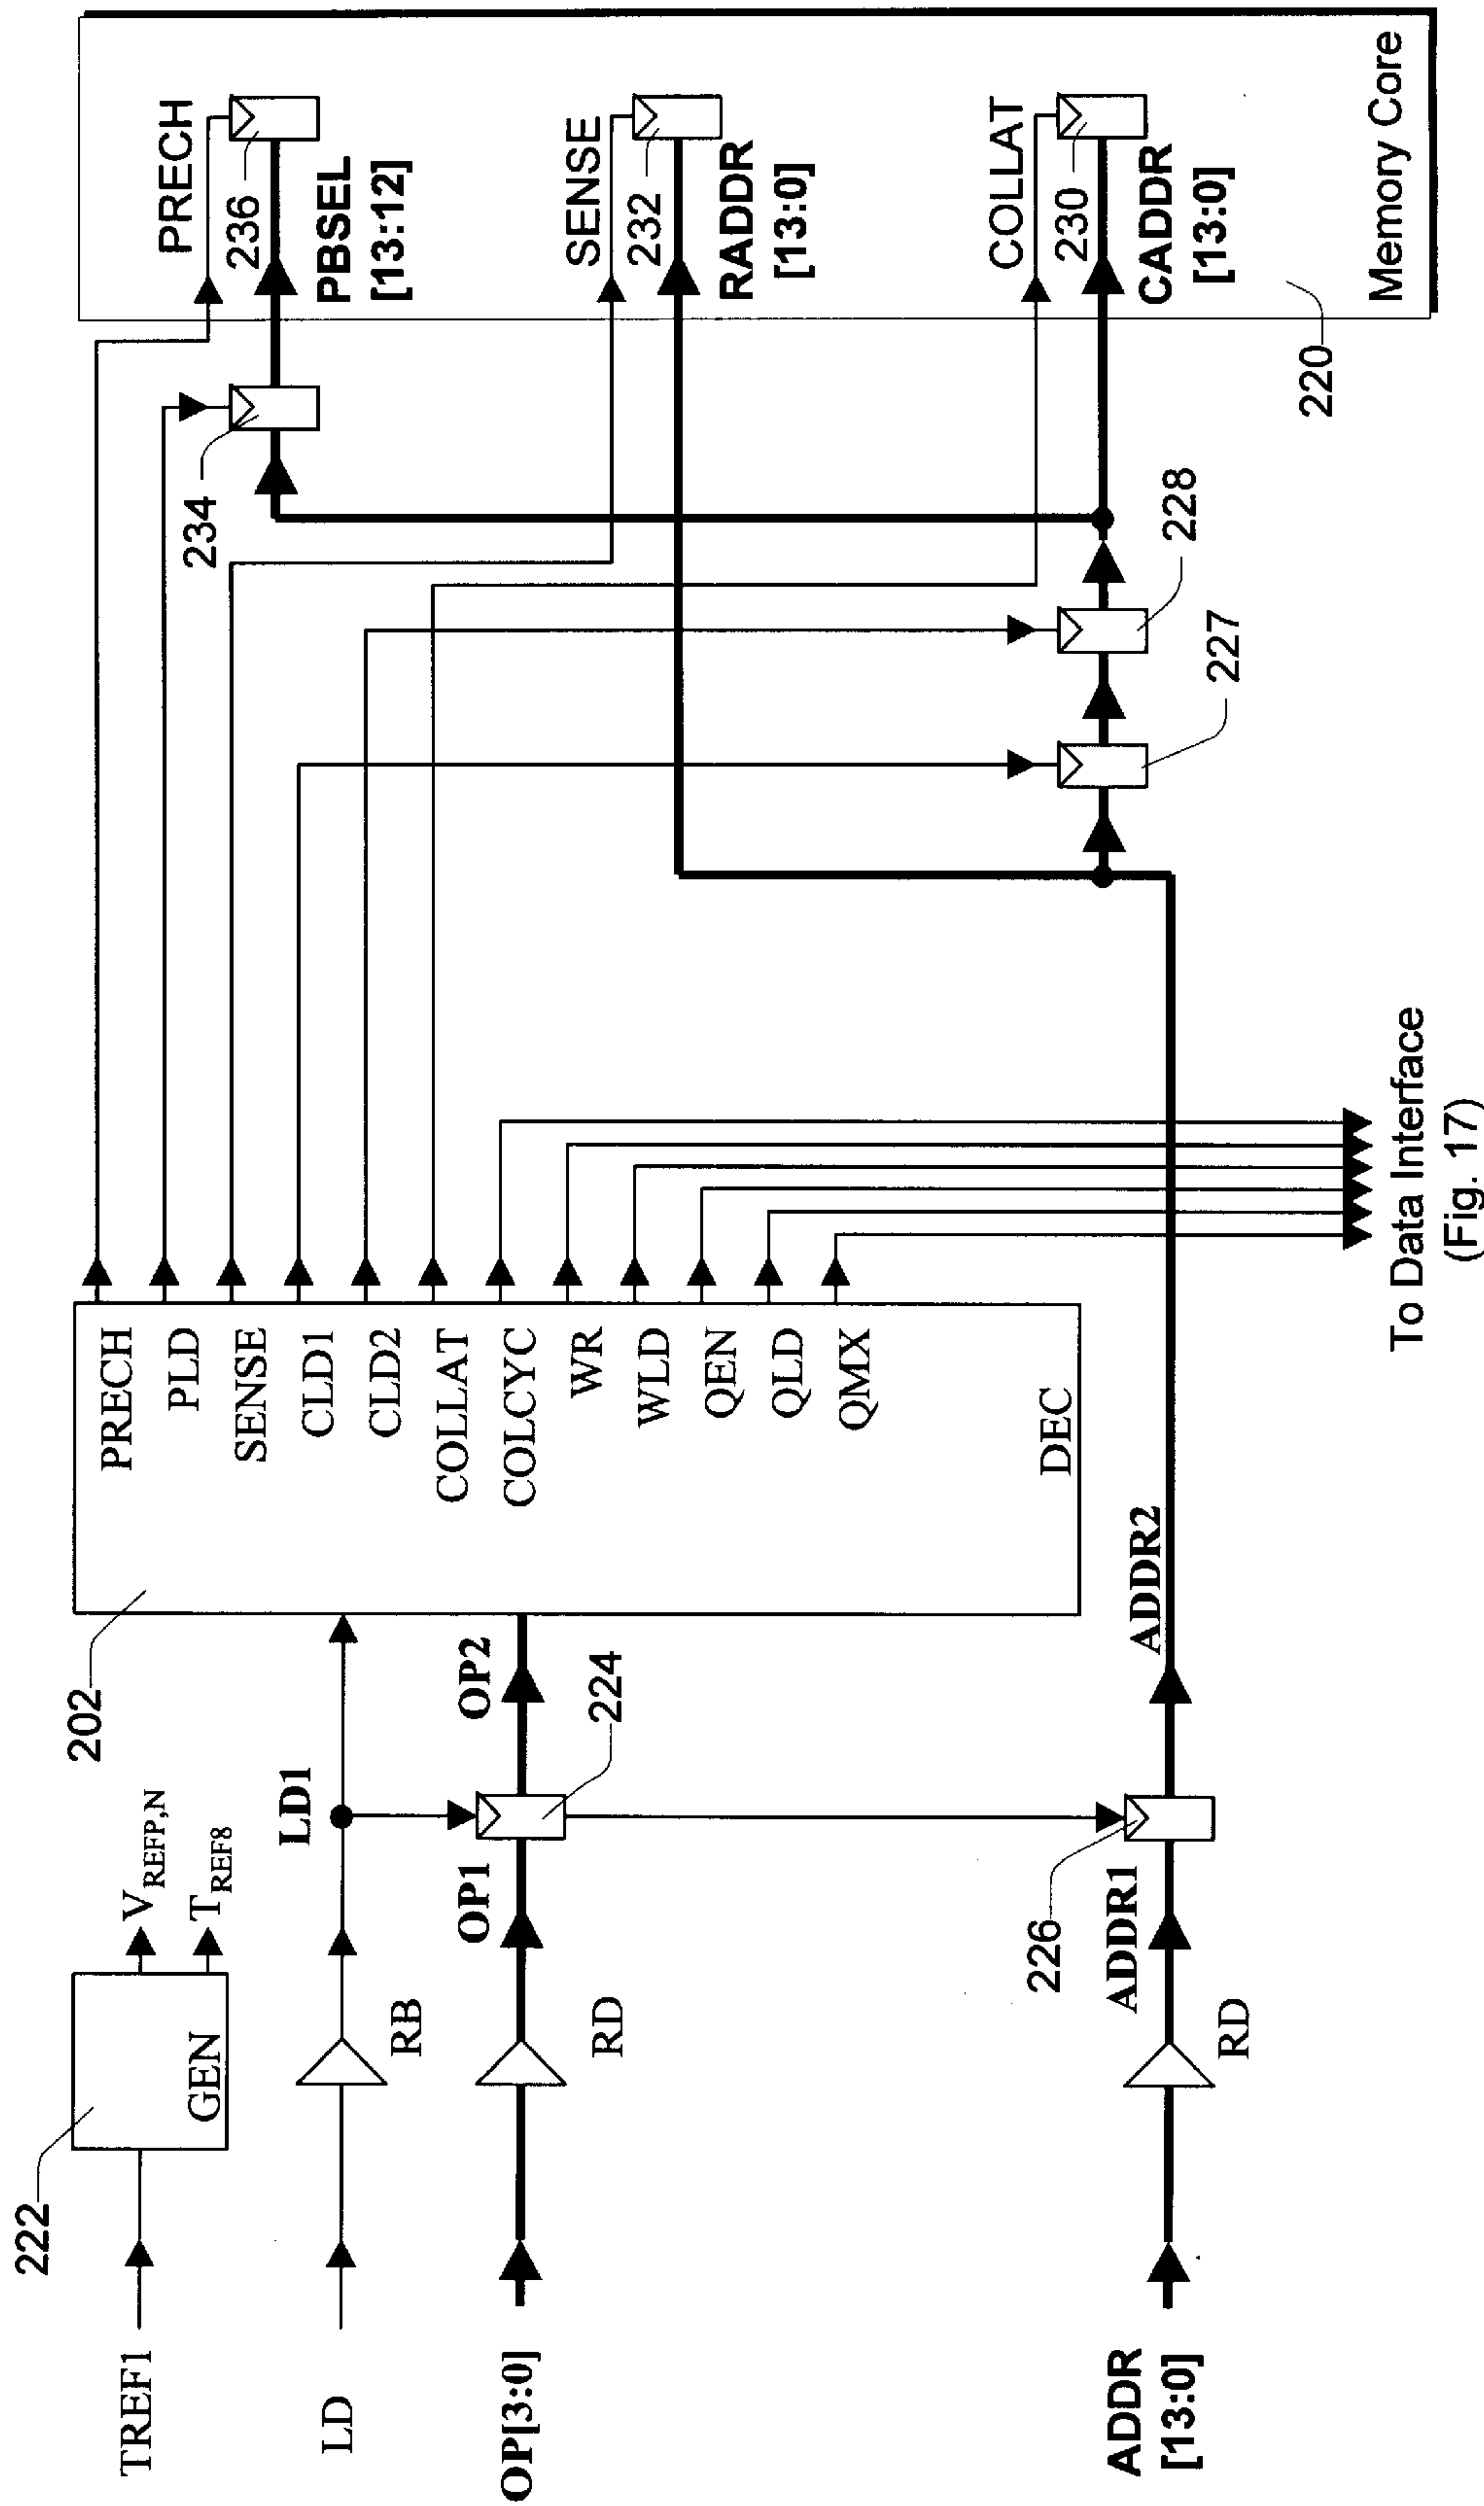 222
TREF1
GEN
VREFP,N
TREF8
LD
RB
LD1
OP[3:0]
RD
OP1
OP2
224
ADDR
[13:0]
RD
ADDR1
226
ADDR2
202
PRECH
PLD
SENSE
CLD1
CLD2
COLLAT
COLCYC
WR
WLD
QEN
QLD
QMX
DEC
To Data Interface
(Fig. 17)
227
228
234
PRECH
236
PBSEL
[13:12]
SENSE
232
RADDR
[13:0]
COLLAT
230
CADDR
[13:0]
220
Memory Core